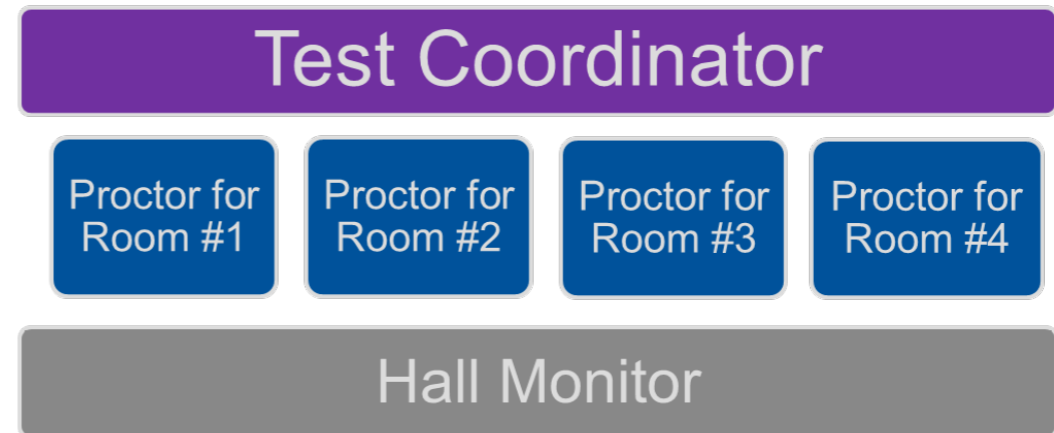 Test Coordinator
Proctor for
Room #1
Proctor for
Room #2
Proctor for
Room #3
Proctor for
Room #4
Hall Monitor